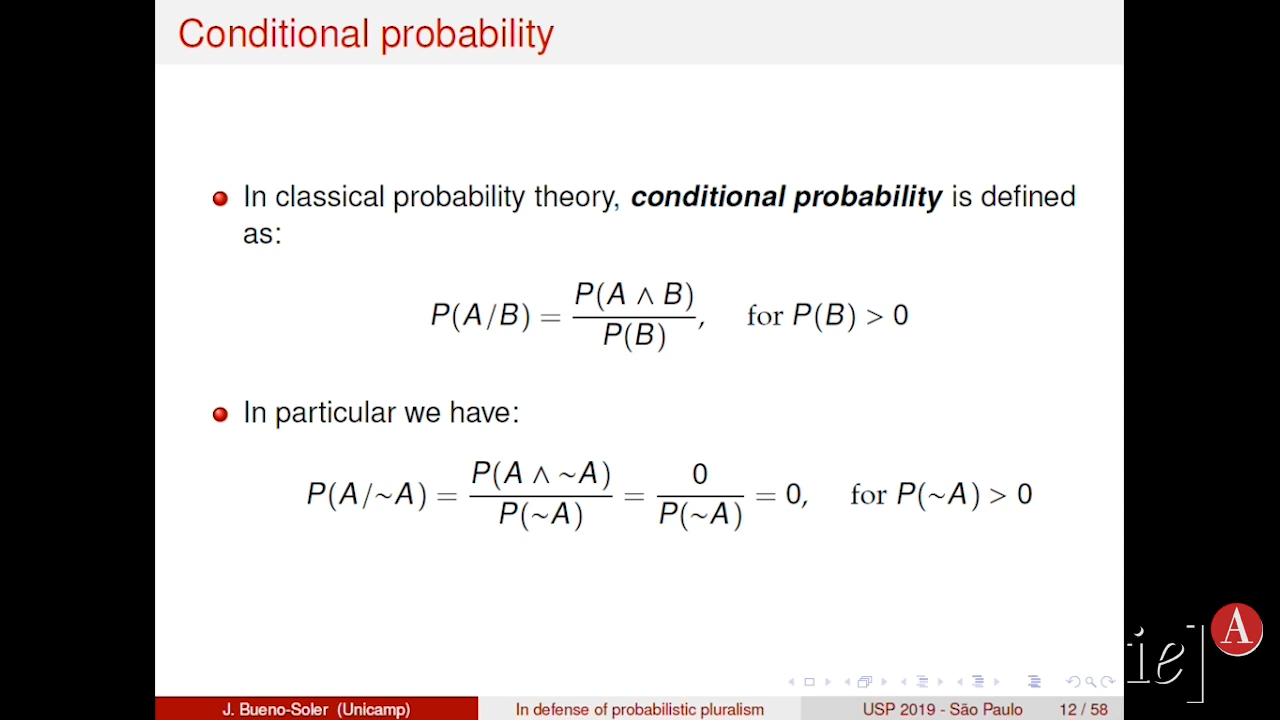 Conditional probability
In classical probability theory, conditional probability is defined
as:
P(A/B) = P(A ∧ B) / P(B), for P(B) > 0
In particular we have:
P(A/~A) = P(A ∧ ~A) / P(~A) = 0 / P(~A) = 0, for P(~A) > 0
ie]
A
J. Bueno-Soler (Unicamp) In defense of probabilistic pluralism USP 2019 - São Paulo 12 / 58